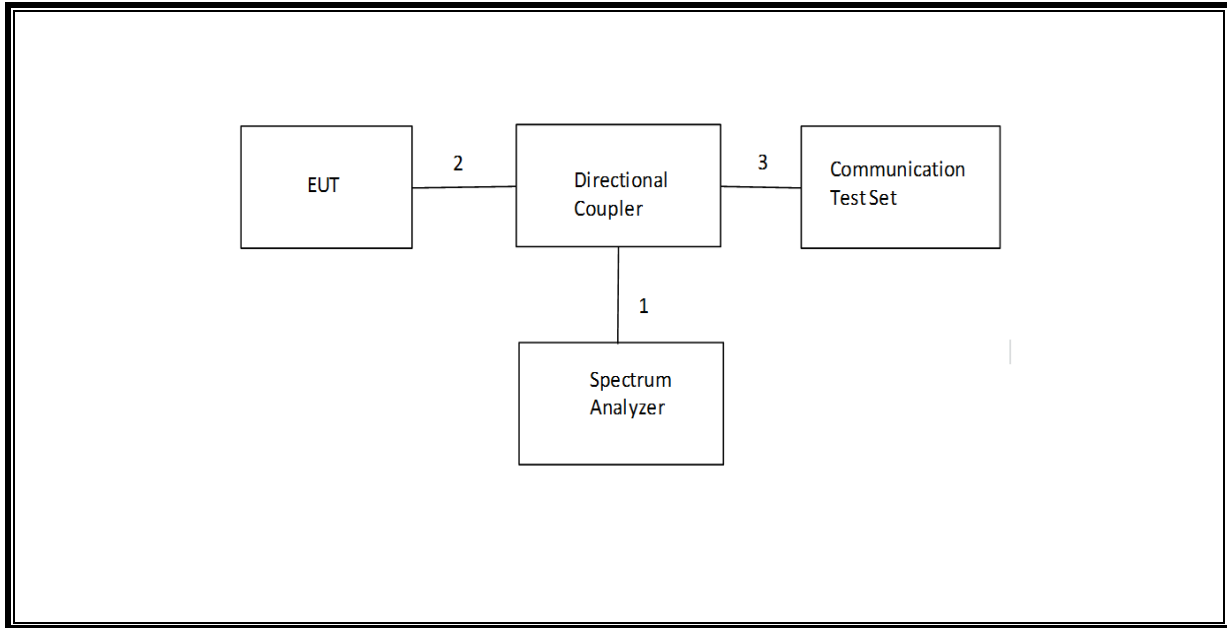 EUT
2
Directional
Coupler
3
Communication
Test Set
1
Spectrum
Analyzer